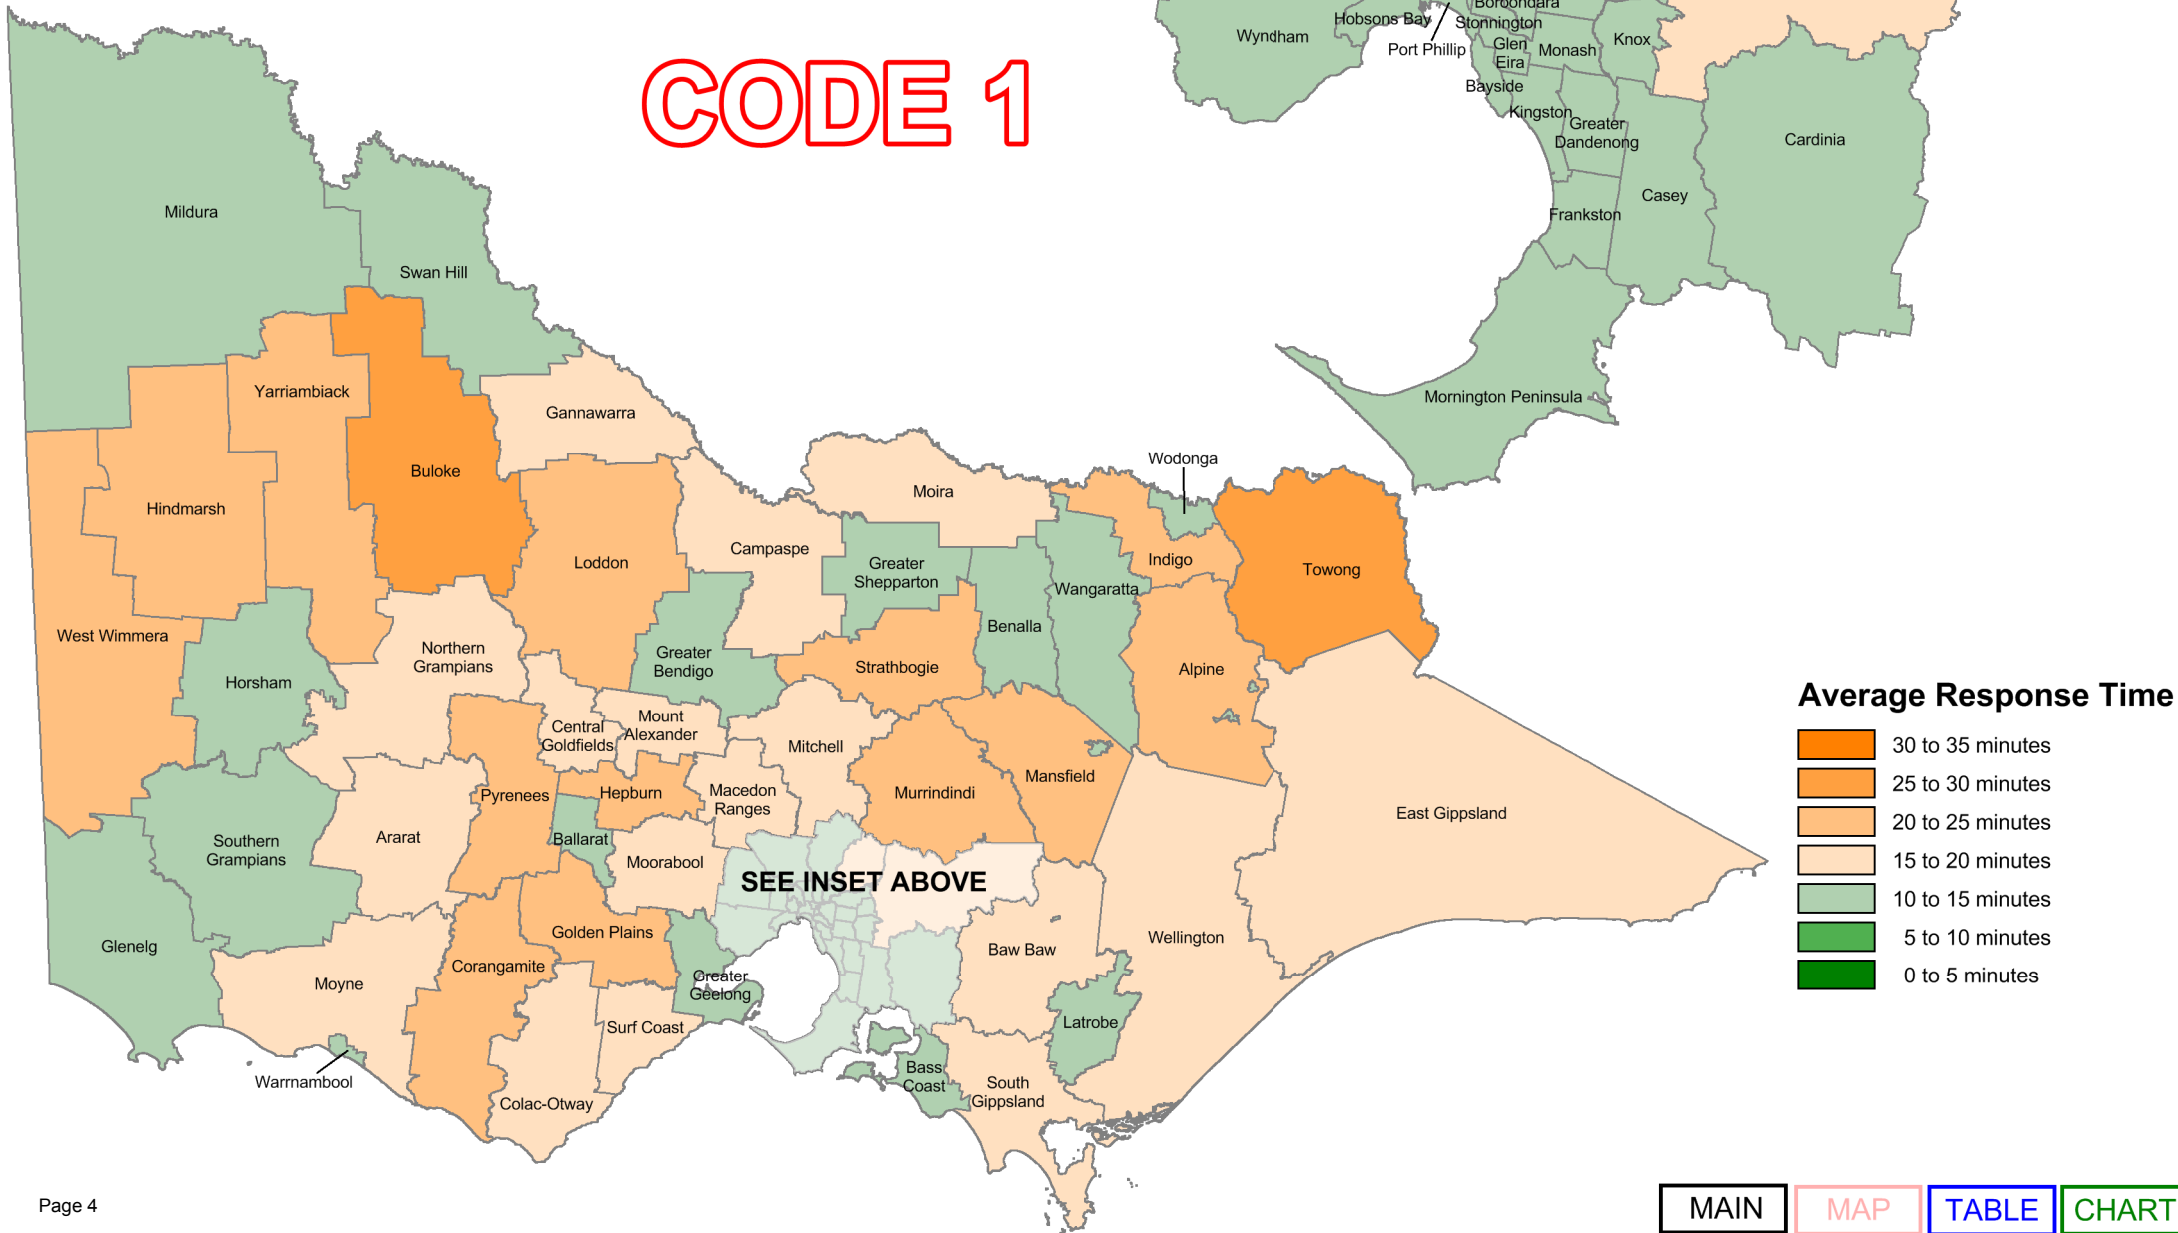 Boroondara
Hobsons Bay
Stonnington
Wyndham
Port Phillip
Glen
Eira
Monash
Knox
Bayside
Kingston
Greater
Dandenong
Cardinia
Casey
Frankston
Mornington Peninsula
CODE 1
Mildura
Swan Hill
Yarriambiack
Gannawarra
Buloke
Wodonga
Moira
Hindmarsh
Loddon
Campaspe
Greater
Shepparton
Indigo
Towong
Wangaratta
West Wimmera
Benalla
Northern
Grampians
Greater
Bendigo
Strathbogie
Alpine
Horsham
Central
Goldfields
Mount
Alexander
Mitchell
Mansfield
Pyrenees
Hepburn
Macedon
Ranges
Murrindindi
East Gippsland
Ararat
Ballarat
Southern
Grampians
Moorabool
SEE INSET ABOVE
Golden Plains
Glenelg
Wellington
Baw Baw
Corangamite
Moyne
Greater
Geelong
Surf Coast
Latrobe
Warrnambool
Bass
Coast
South
Gippsland
Colac-Otway
Average Response Time
30 to 35 minutes
25 to 30 minutes
20 to 25 minutes
15 to 20 minutes
10 to 15 minutes
5 to 10 minutes
0 to 5 minutes
Page 4
MAIN
MAP
TABLE
CHART